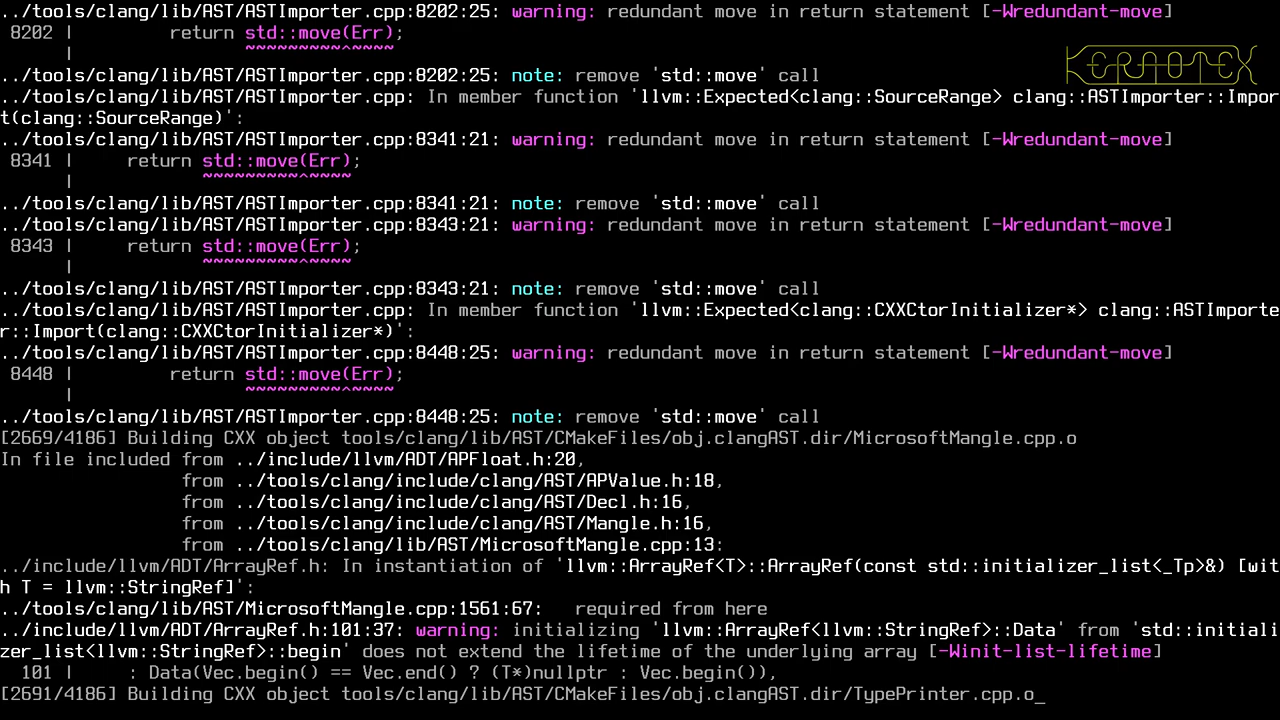 ../tools/clang/lib/AST/ASTImporter.cpp:8202:25: warning: redundant move in return statement [-Wredundant-move]
8202 |         return std::move(Err);
|                ~~~~~~~~~^~~~~
../tools/clang/lib/AST/ASTImporter.cpp:8202:25: note: remove 'std::move' call
KERNOTEX
../tools/clang/lib/AST/ASTImporter.cpp: In member function 'llvm::Expected<clang::SourceRange> clang::ASTImporter::Impor
t(clang::SourceRange)':
../tools/clang/lib/AST/ASTImporter.cpp:8341:21: warning: redundant move in return statement [-Wredundant-move]
8341 |     return std::move(Err);
|            ~~~~~~~~~^~~~~
../tools/clang/lib/AST/ASTImporter.cpp:8341:21: note: remove 'std::move' call
../tools/clang/lib/AST/ASTImporter.cpp:8343:21: warning: redundant move in return statement [-Wredundant-move]
8343 |     return std::move(Err);
|            ~~~~~~~~~^~~~~
../tools/clang/lib/AST/ASTImporter.cpp:8343:21: note: remove 'std::move' call
../tools/clang/lib/AST/ASTImporter.cpp: In member function 'llvm::Expected<clang::CXXCtorInitializer*> clang::ASTImporte
r::Import(clang::CXXCtorInitializer*)':
../tools/clang/lib/AST/ASTImporter.cpp:8448:25: warning: redundant move in return statement [-Wredundant-move]
8448 |         return std::move(Err);
|                ~~~~~~~~~^~~~~
../tools/clang/lib/AST/ASTImporter.cpp:8448:25: note: remove 'std::move' call
[2669/4186] Building CXX object tools/clang/lib/AST/CMakeFiles/obj.clangAST.dir/MicrosoftMangle.cpp.o
In file included from ../include/llvm/ADT/APFloat.h:20,
from ../tools/clang/include/clang/AST/APValue.h:18,
from ../tools/clang/include/clang/AST/Decl.h:16,
from ../tools/clang/include/clang/AST/Mangle.h:16,
from ../tools/clang/lib/AST/MicrosoftMangle.cpp:13:
../include/llvm/ADT/ArrayRef.h: In instantiation of 'llvm::ArrayRef<T>::ArrayRef(const std::initializer_list<_Tp>&) [wit
h T = llvm::StringRef]':
../tools/clang/lib/AST/MicrosoftMangle.cpp:1561:67:   required from here
../include/llvm/ADT/ArrayRef.h:101:37: warning: initializing 'llvm::ArrayRef<llvm::StringRef>::Data' from 'std::initiali
zer_list<llvm::StringRef>::begin' does not extend the lifetime of the underlying array [-Winit-list-lifetime]
101 |     : Data(Vec.begin() == Vec.end() ? (T*)nullptr : Vec.begin()),
[2691/4186] Building CXX object tools/clang/lib/AST/CMakeFiles/obj.clangAST.dir/TypePrinter.cpp.o_